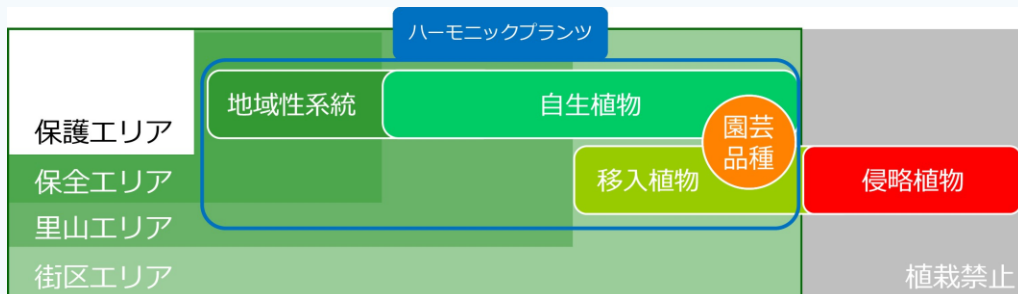 ハーモニックプランツ
地域性系統
自生植物
園芸
品種
保護エリア
保全エリア
移入植物
侵略植物
里山エリア
街区エリア
植栽禁止